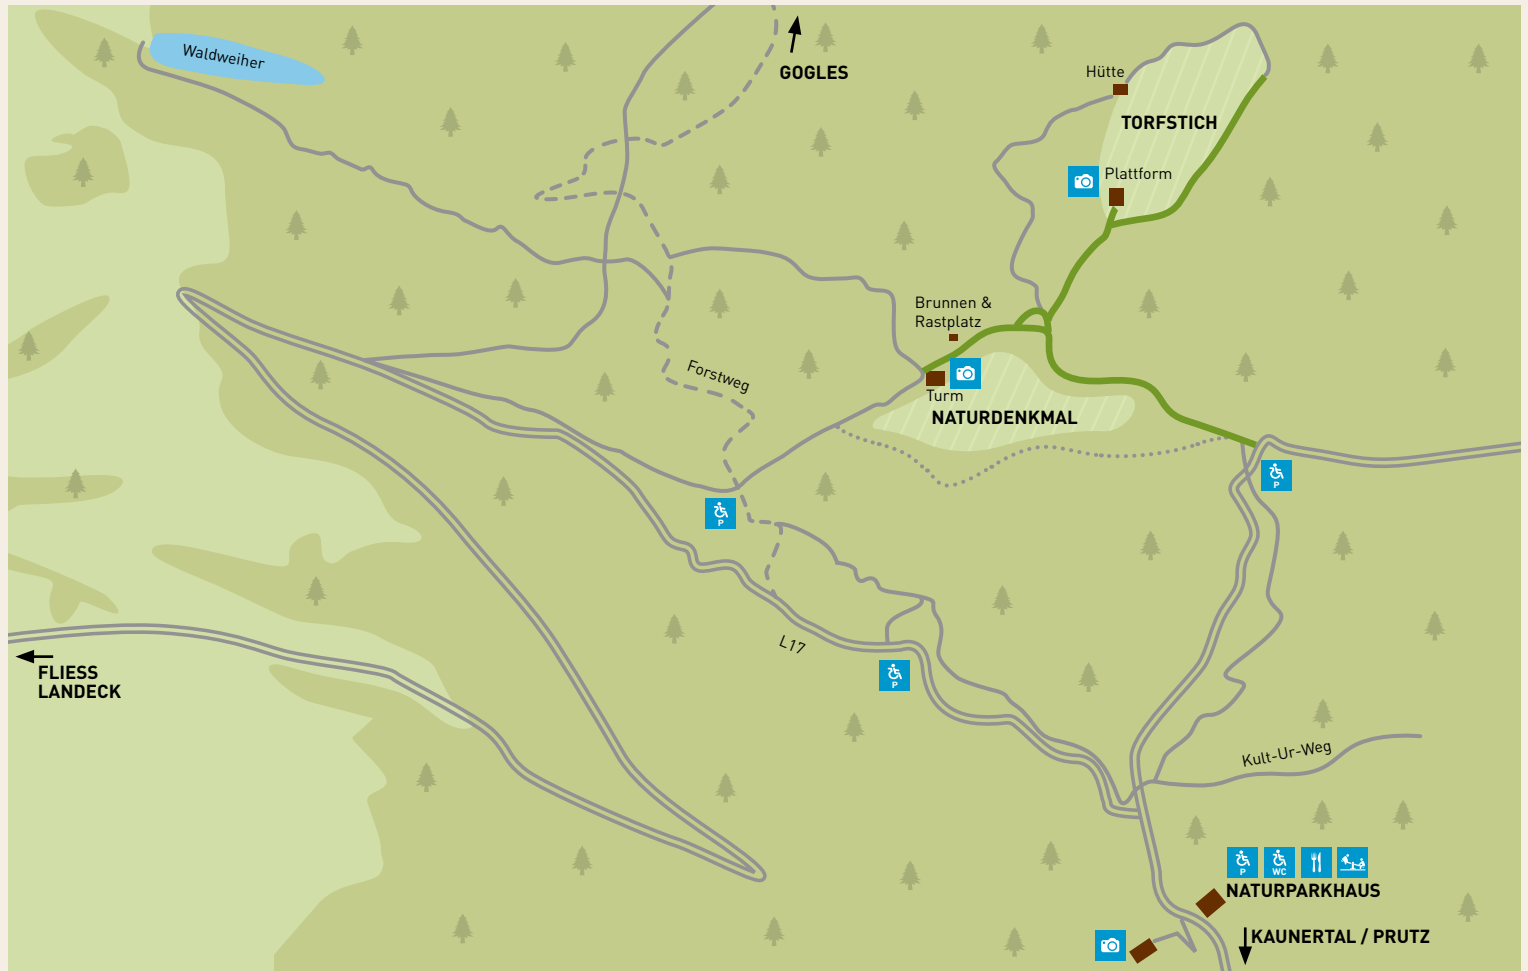 Waldweiher
GOGLES
Hütte
TORFSTICH
Plattform
Brunnen &
Rastplatz
Forstweg
Turm
NATURDENKMAL
P
P
L17
P
FLIESS
LANDECK
Kult-Ur-Weg
P
WC
NATURPARKHAUS
KAUNERTAL / PRUTZ